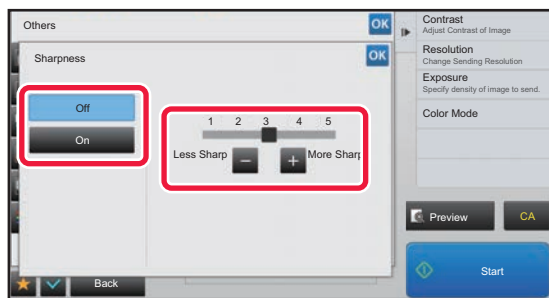 Others
OK
Sharpness
OK
Off
On
1 2 3 4 5
Less Sharp
−
+
More Sharp
Back
Contrast
Adjust Contrast of Image
Resolution
Change Sending Resolution
Exposure
Specify density of image to send.
Color Mode
Preview
CA
Start